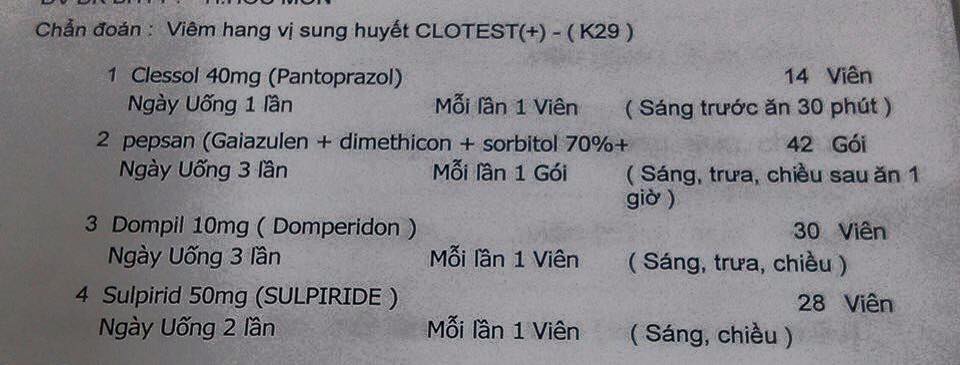 Chẩn đoán : Viêm hang vị sung huyết CLOTEST(+) - ( K29 )
1 Clessol 40mg (Pantoprazol) 14 Viên
Ngày Uống 1 lần Mỗi lần 1 Viên ( Sáng trước ăn 30 phút )
2 pepsan (Gaiazulen + dimethicon + sorbitol 70%+ 42 Gói
Ngày Uống 3 lần Mỗi lần 1 Gói ( Sáng, trưa, chiều sau ăn 1
giờ )
3 Dompil 10mg ( Domperidon ) 30 Viên
Ngày Uống 3 lần Mỗi lần 1 Viên ( Sáng, trưa, chiều )
4 Sulpirid 50mg (SULPIRIDE ) 28 Viên
Ngày Uống 2 lần Mỗi lần 1 Viên ( Sáng, chiều )